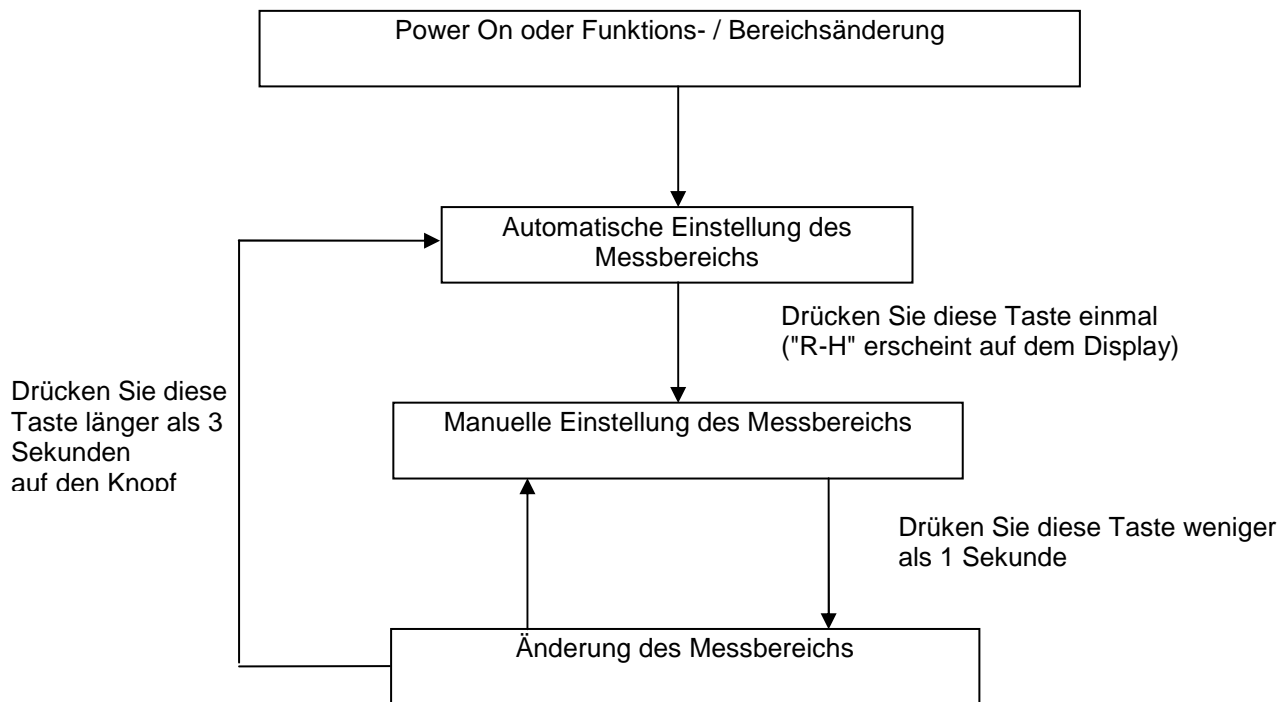 Power On oder Funktions- / Bereichsänderung
Automatische Einstellung des
Messbereichs
Drücken Sie diese Taste einmal
("R-H" erscheint auf dem Display)
Drücken Sie diese
Taste länger als 3
Sekunden
auf den Knopf
Manuelle Einstellung des Messbereichs
Drüken Sie diese Taste weniger
als 1 Sekunde
Änderung des Messbereichs